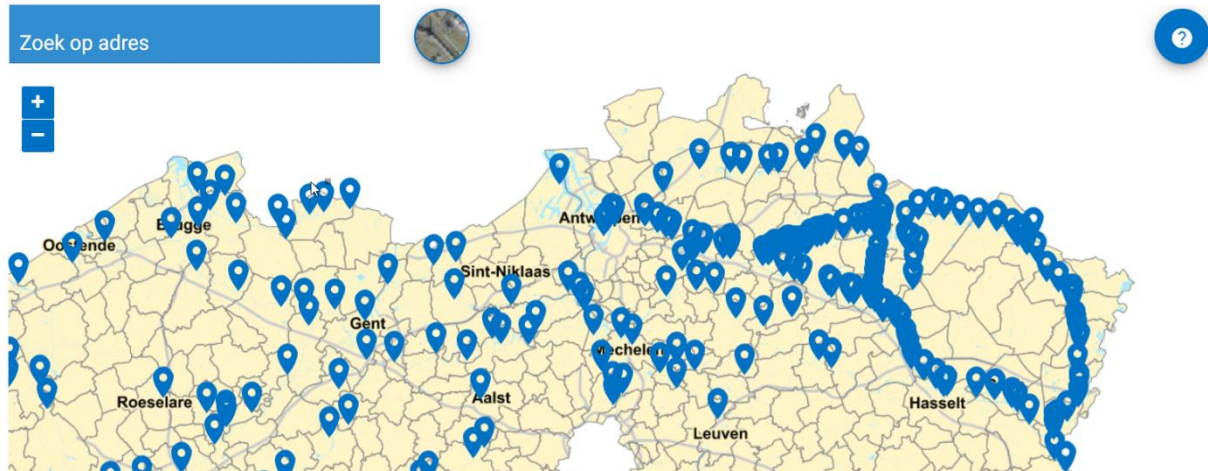 Zoek op adres
?
+
−
Brugge
Oostende
Antwerpen
Sint-Niklaas
Gent
Mechelen
Roeselare
Aalst
Hasselt
Leuven